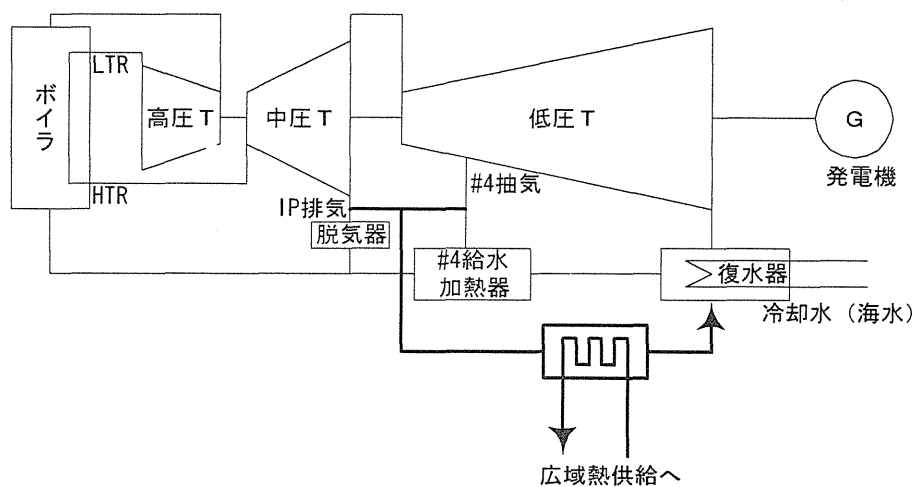 ボイラ
LTR
高圧T
HTR
中圧T
低圧T
G
発電機
IP排気
脱気器
#4抽気
#4給水
加熱器
復水器
冷却水（海水）
広域熱供給へ